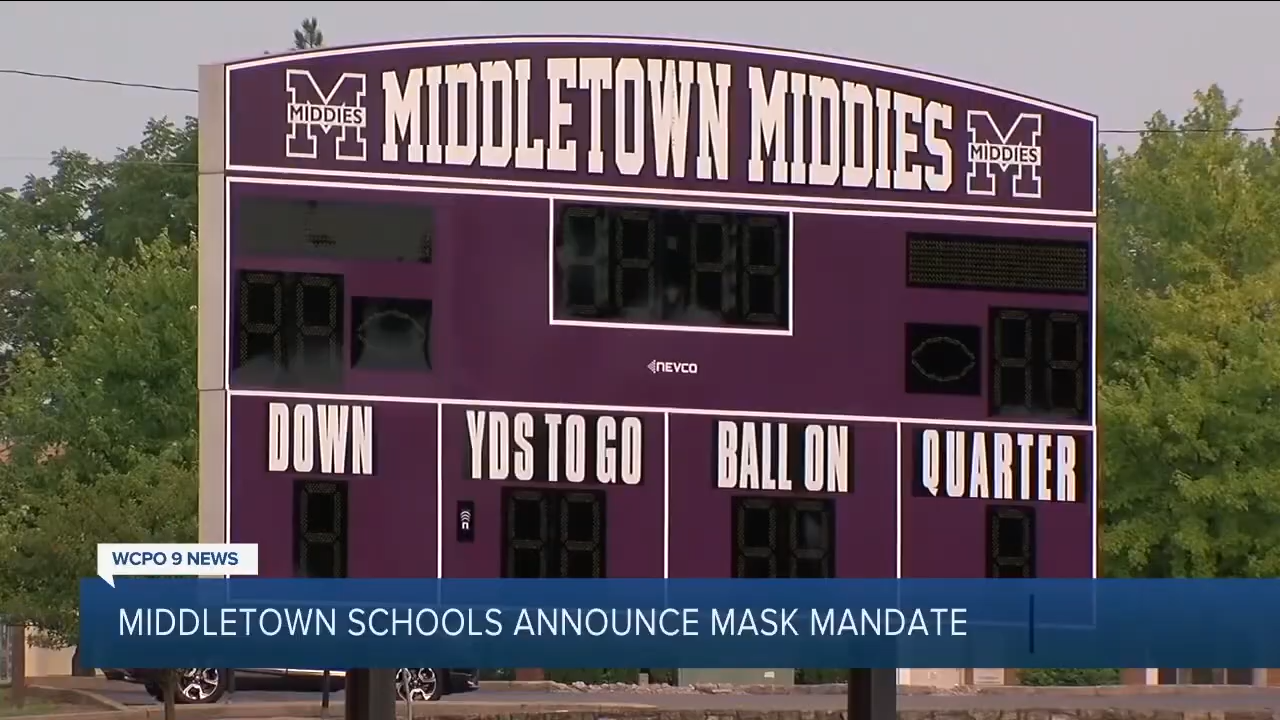 MIDDLETOWN MIDDIES
MIDDIES
MIDDIES
NEVCO
DOWN
YDS TO GO
BALL ON
QUARTER
n
WCPO 9 NEWS
MIDDLETOWN SCHOOLS ANNOUNCE MASK MANDATE